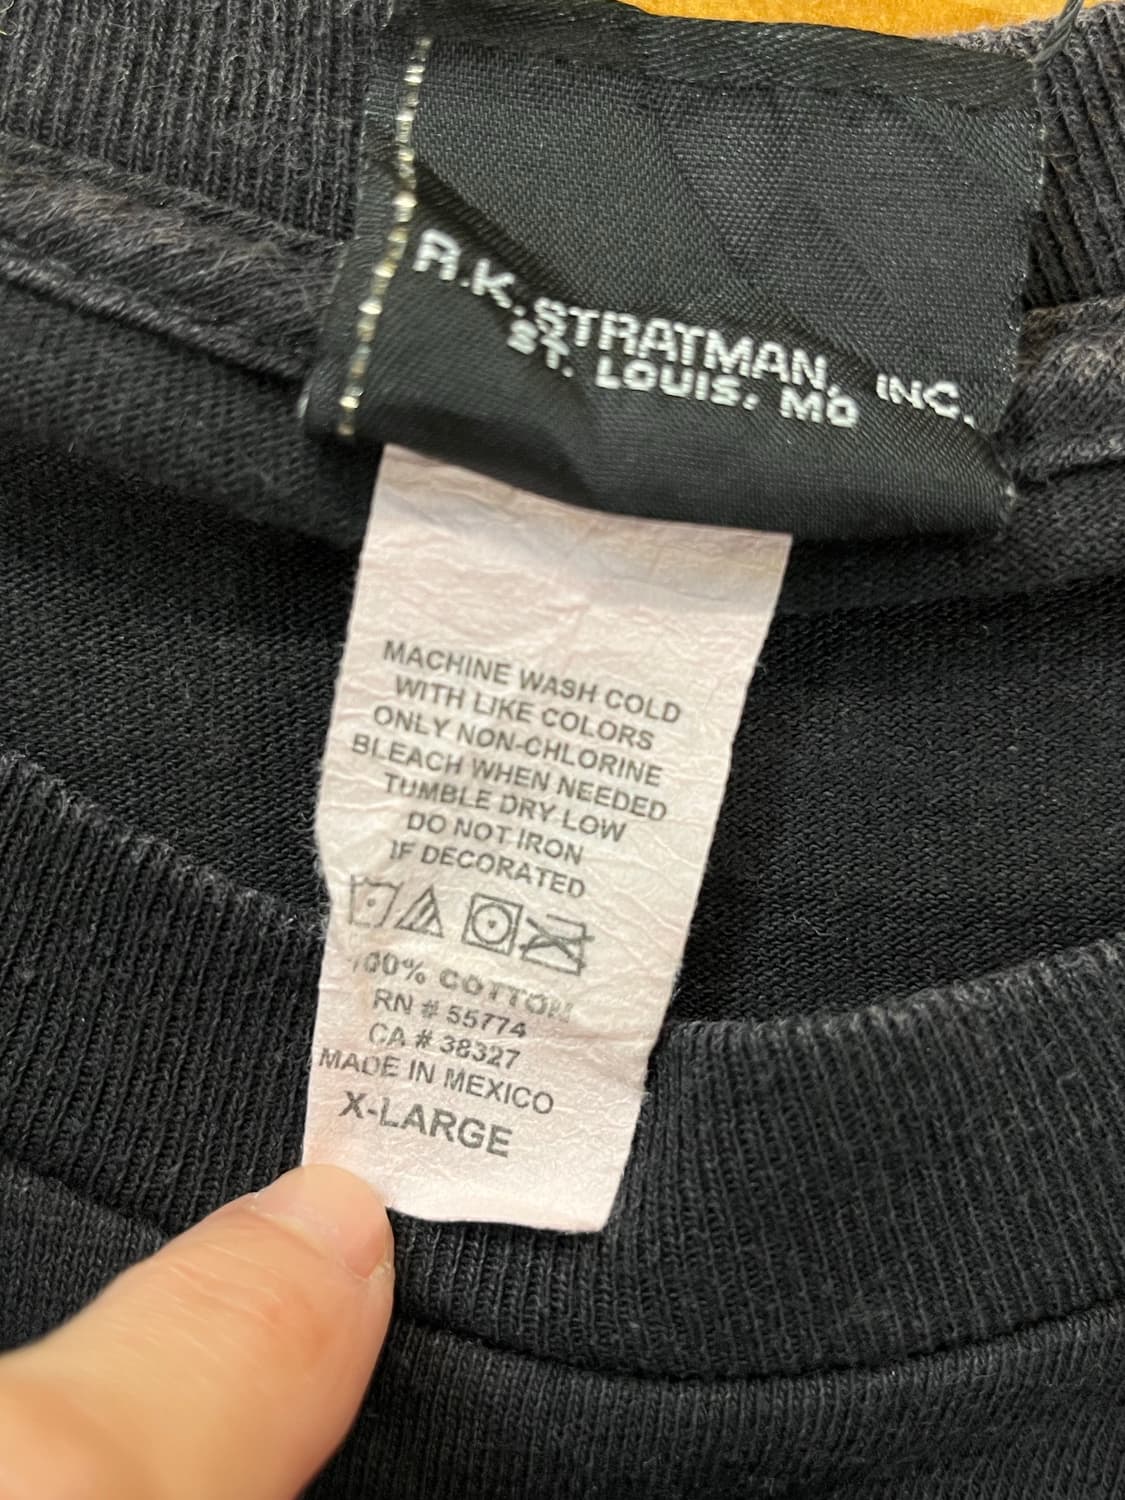 R.K. STRATMAN, INC.
ST. LOUIS, MO
MACHINE WASH COLD
WITH LIKE COLORS
ONLY NON-CHLORINE
BLEACH WHEN NEEDED
TUMBLE DRY LOW
DO NOT IRON
IF DECORATED
100% COTTON
RN # 55774
CA # 38327
MADE IN MEXICO
X-LARGE